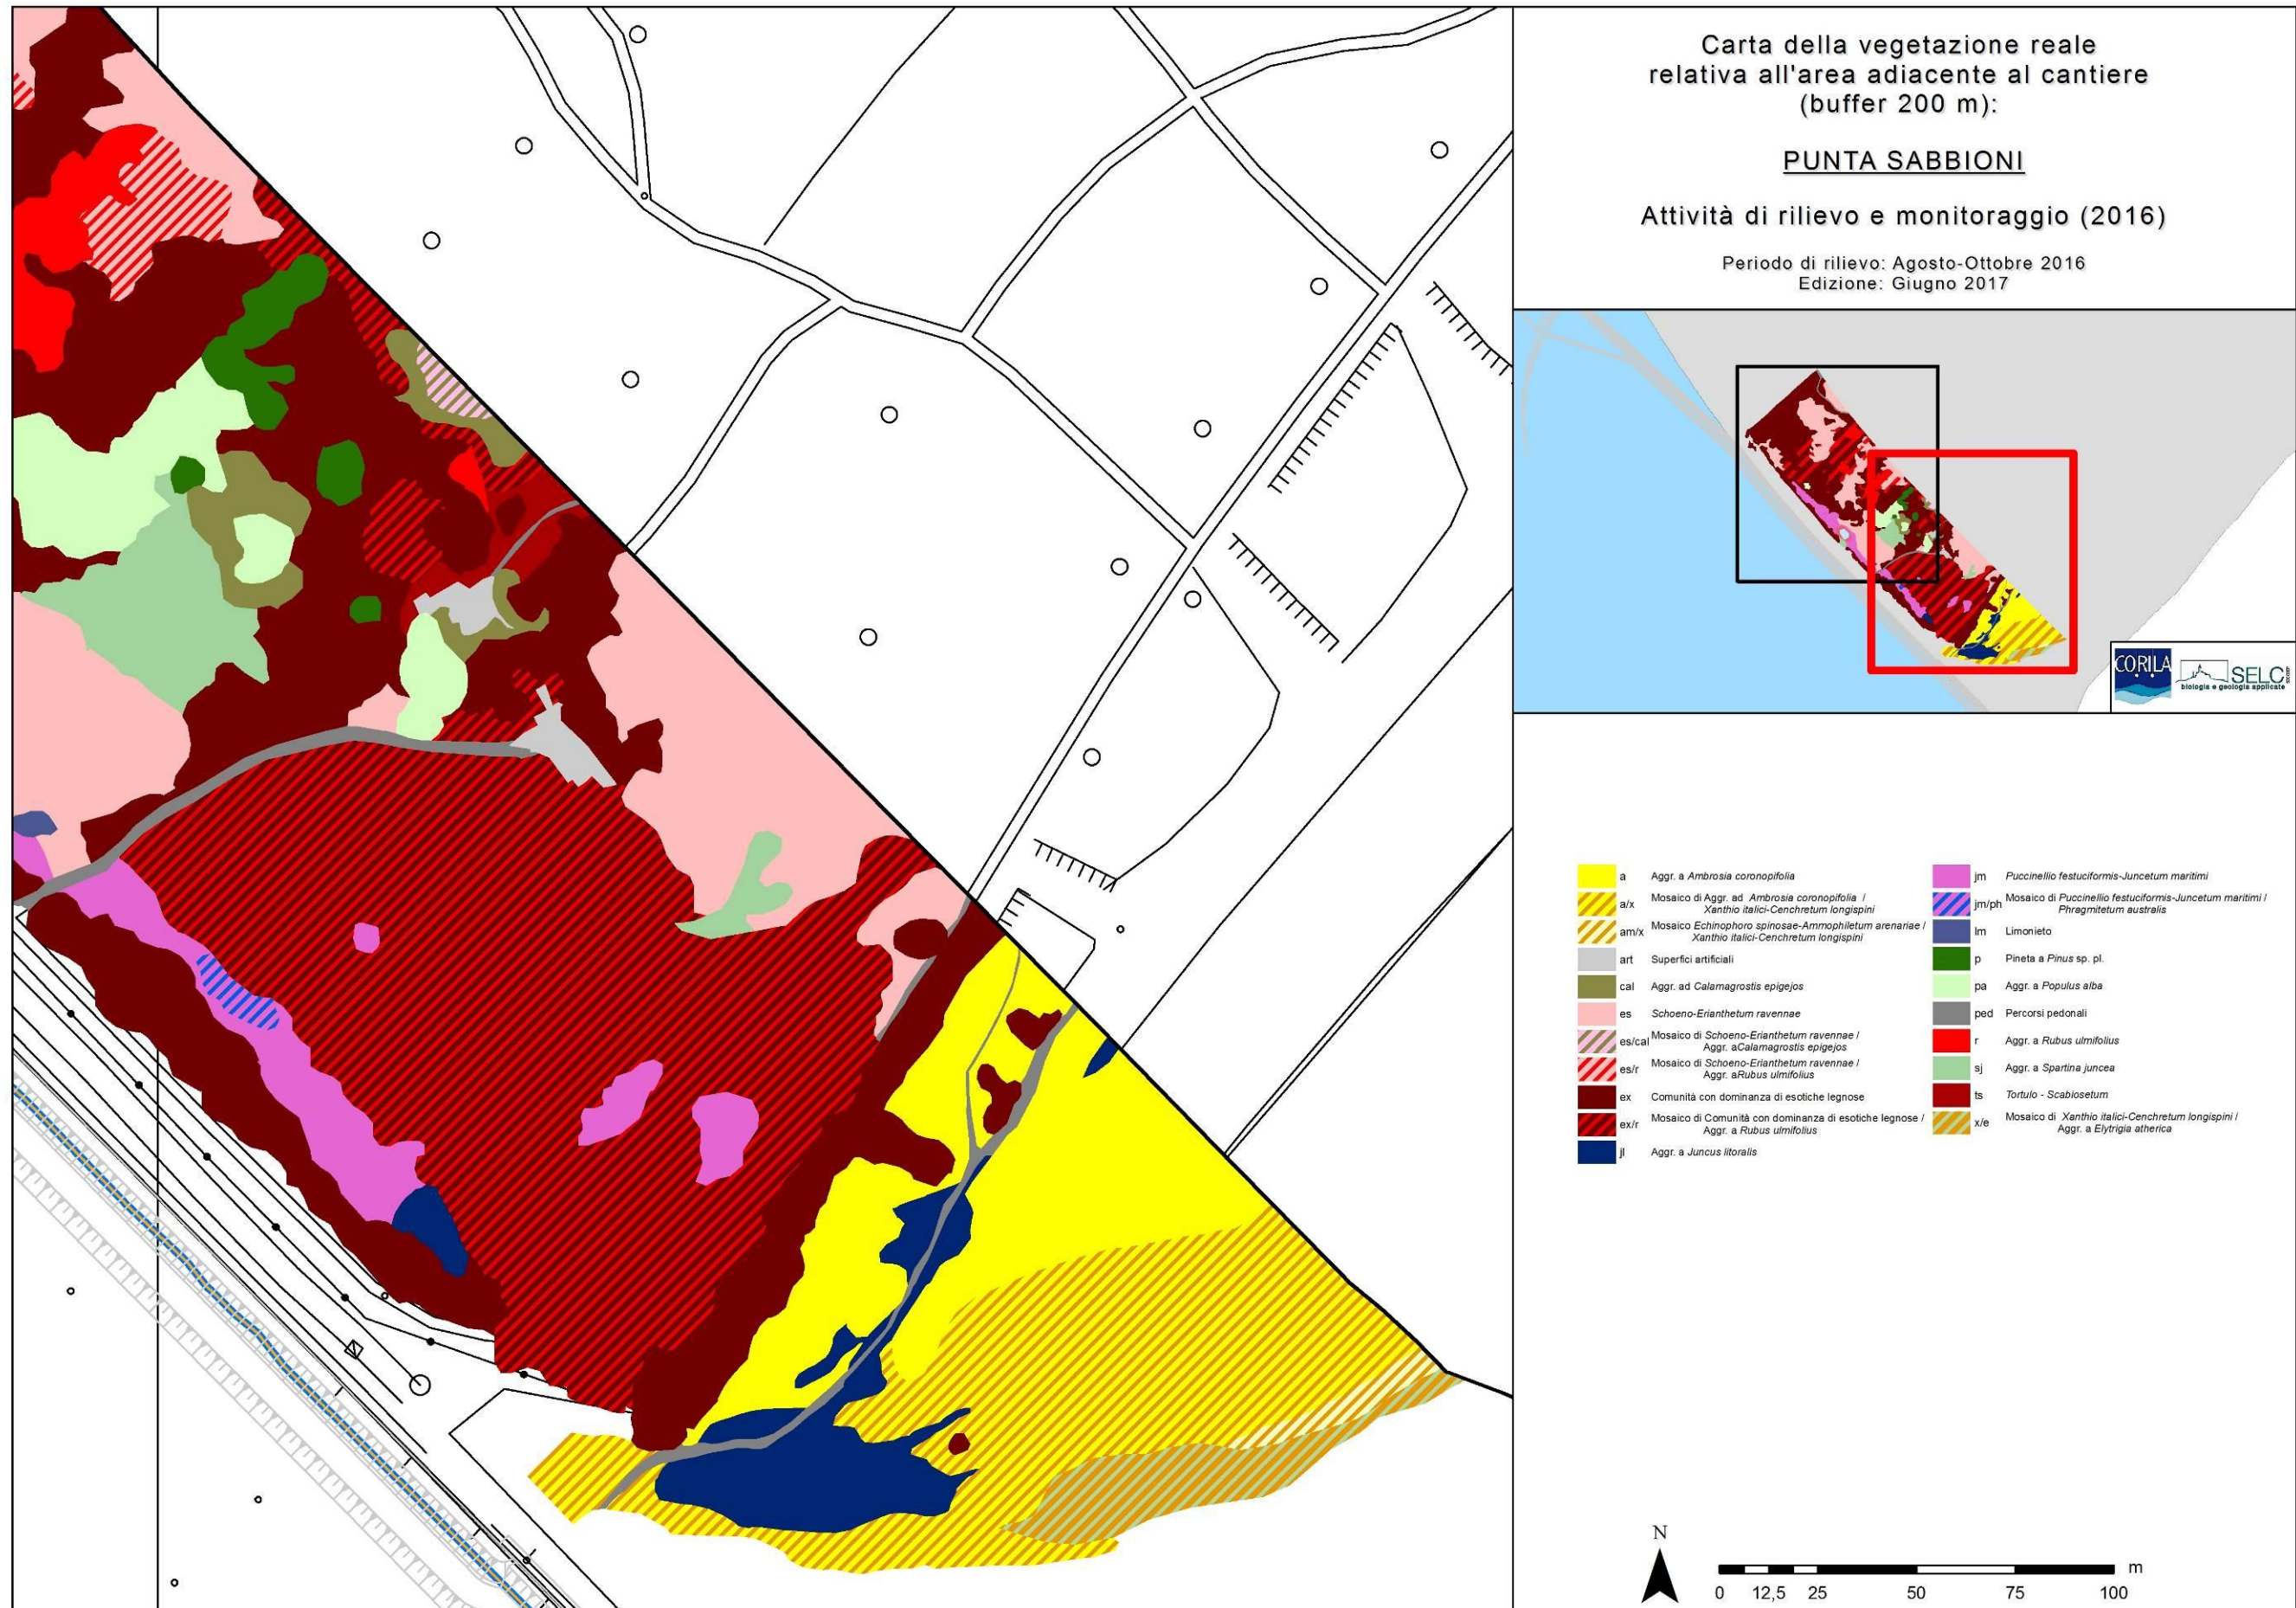 Carta della vegetazione reale
relativa all'area adiacente al cantiere
(buffer 200 m):
PUNTA SABBIONI
Attività di rilievo e monitoraggio (2016)
Periodo di rilievo: Agosto-Ottobre 2016
Edizione: Giugno 2017
CORILA
SELC
biologia e geologia applicate
a Aggr. a Ambrosia coronopifolia
a/x Mosaico di Aggr. ad Ambrosia coronopifolia /
Xanthio italici-Cenchretum longispini
am/x Mosaico Echinophoro spinosae-Ammophiletum arenariae /
Xanthio italici-Cenchretum longispini
art Superfici artificiali
cal Aggr. ad Calamagrostis epigejos
es Schoeno-Erianthetum ravennae
es/cal Mosaico di Schoeno-Erianthetum ravennae /
Aggr. aCalamagrostis epigejos
es/r Mosaico di Schoeno-Erianthetum ravennae /
Aggr. aRubus ulmifolius
ex Comunità con dominanza di esotiche legnose
ex/r Mosaico di Comunità con dominanza di esotiche legnose /
Aggr. a Rubus ulmifolius
jl Aggr. a Juncus litoralis
jm Puccinellio festuciformis-Juncetum maritimi
jm/ph Mosaico di Puccinellio festuciformis-Juncetum maritimi /
Phragmitetum australis
lm Limonieto
p Pineta a Pinus sp. pl.
pa Aggr. a Populus alba
ped Percorsi pedonali
r Aggr. a Rubus ulmifolius
sj Aggr. a Spartina juncea
ts Tortulo - Scabiosetum
x/e Mosaico di Xanthio italici-Cenchretum longispini /
Aggr. a Elytrigia atherica
N
m
0 12,5 25 50 75 100